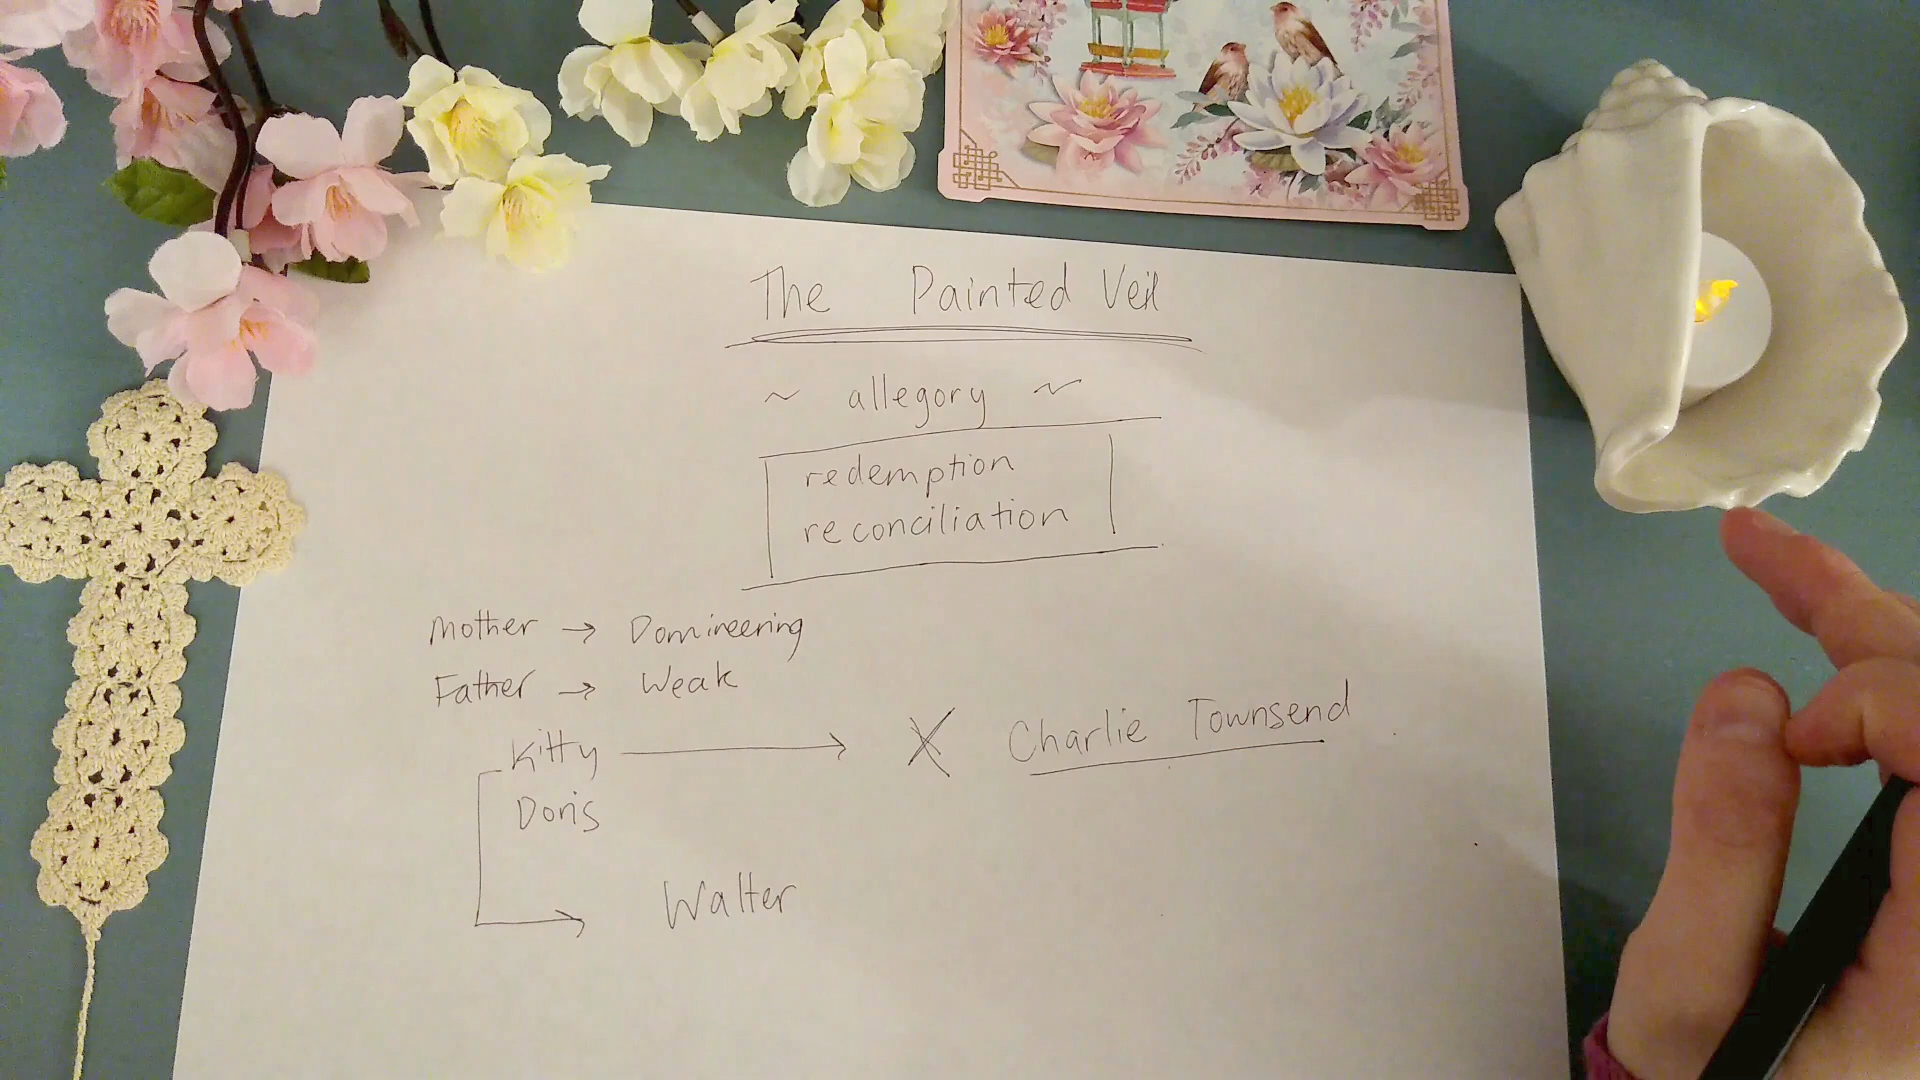 The Painted Veil
~ allegory ~
redemption
reconciliation
Mother → Domineering
Father → Weak
Kitty → X Charlie Townsend
Doris
→ Walter